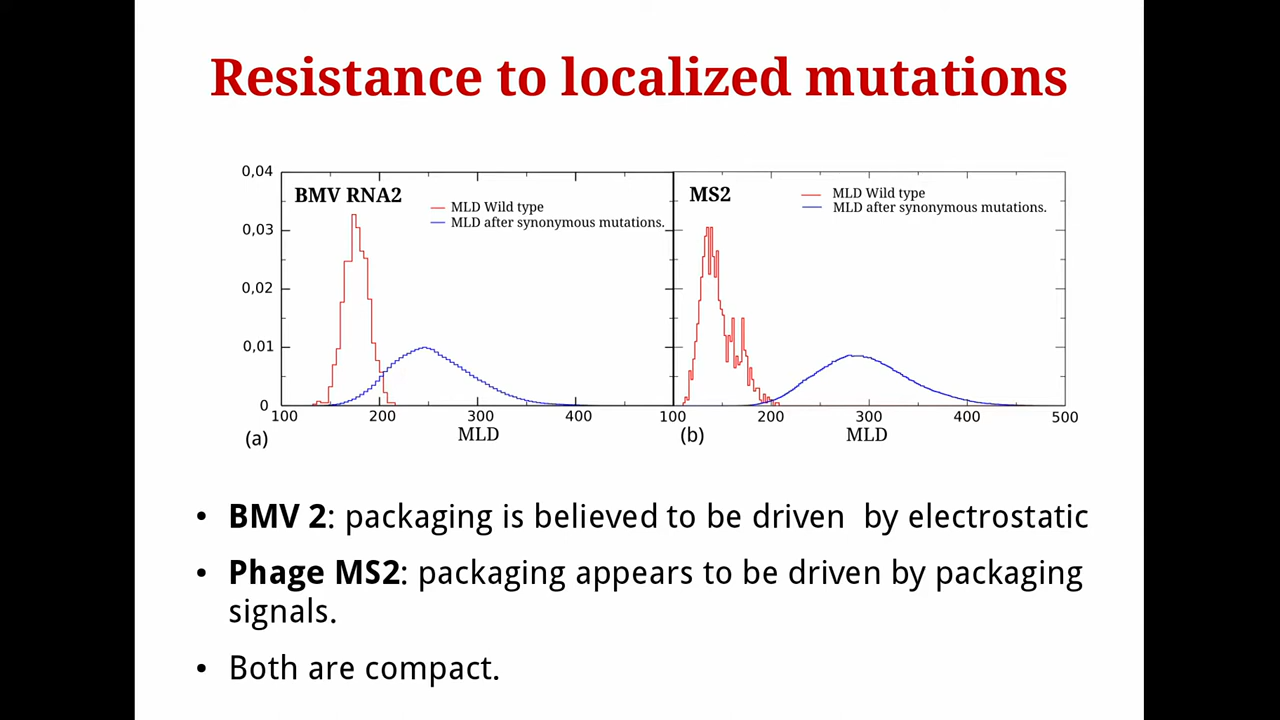 Resistance to localized mutations
0,04
0,03
0,02
0,01
0
BMV RNA2
MLD Wild type
MLD after synonymous mutations.
100
200
300
400
MLD
(a)
MS2
MLD Wild type
MLD after synonymous mutations.
100
200
300
400
500
MLD
(b)
• BMV 2: packaging is believed to be driven by electrostatic
• Phage MS2: packaging appears to be driven by packaging
signals.
• Both are compact.